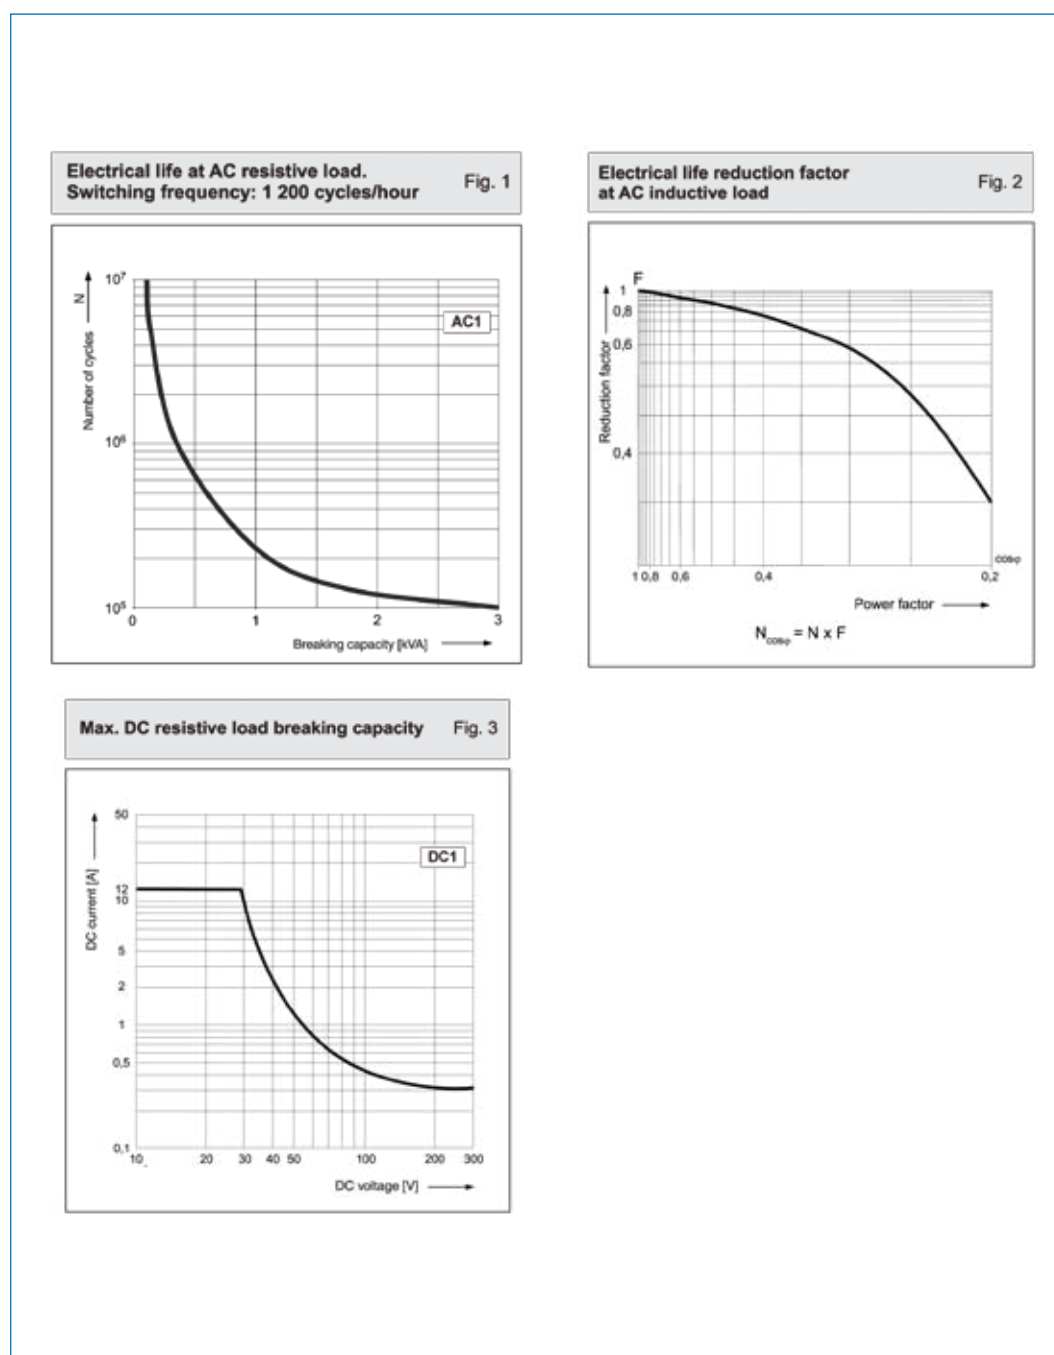 Electrical life at AC resistive load.
Switching frequency: 1 200 cycles/hour
Fig. 1
Number of cycles
N
10⁷
10⁶
10⁵
AC1
0
1
2
3
Breaking capacity [kVA]
Electrical life reduction factor
at AC inductive load
Fig. 2
F
Reduction factor
1
0,8
0,6
0,4
cosφ
1 0,8 0,6 0,4 0,2
Power factor
Ncosφ = N x F
Max. DC resistive load breaking capacity
Fig. 3
DC current [A]
50
12
10
5
2
1
0,5
0,1
DC1
10 20 30 40 50 100 200 300
DC voltage [V]